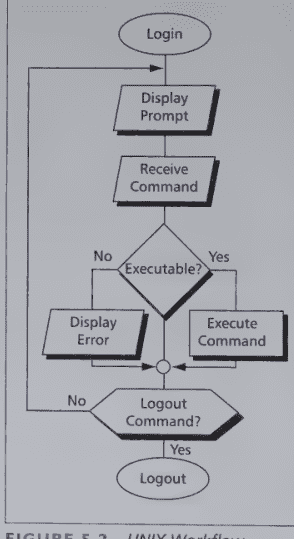 Login
Display
Prompt
Receive
Command
No
Executable?
Yes
Display
Error
Execute
Command
No
Logout
Command?
Yes
Logout
FIGURE 5.2 UNIX Workflow